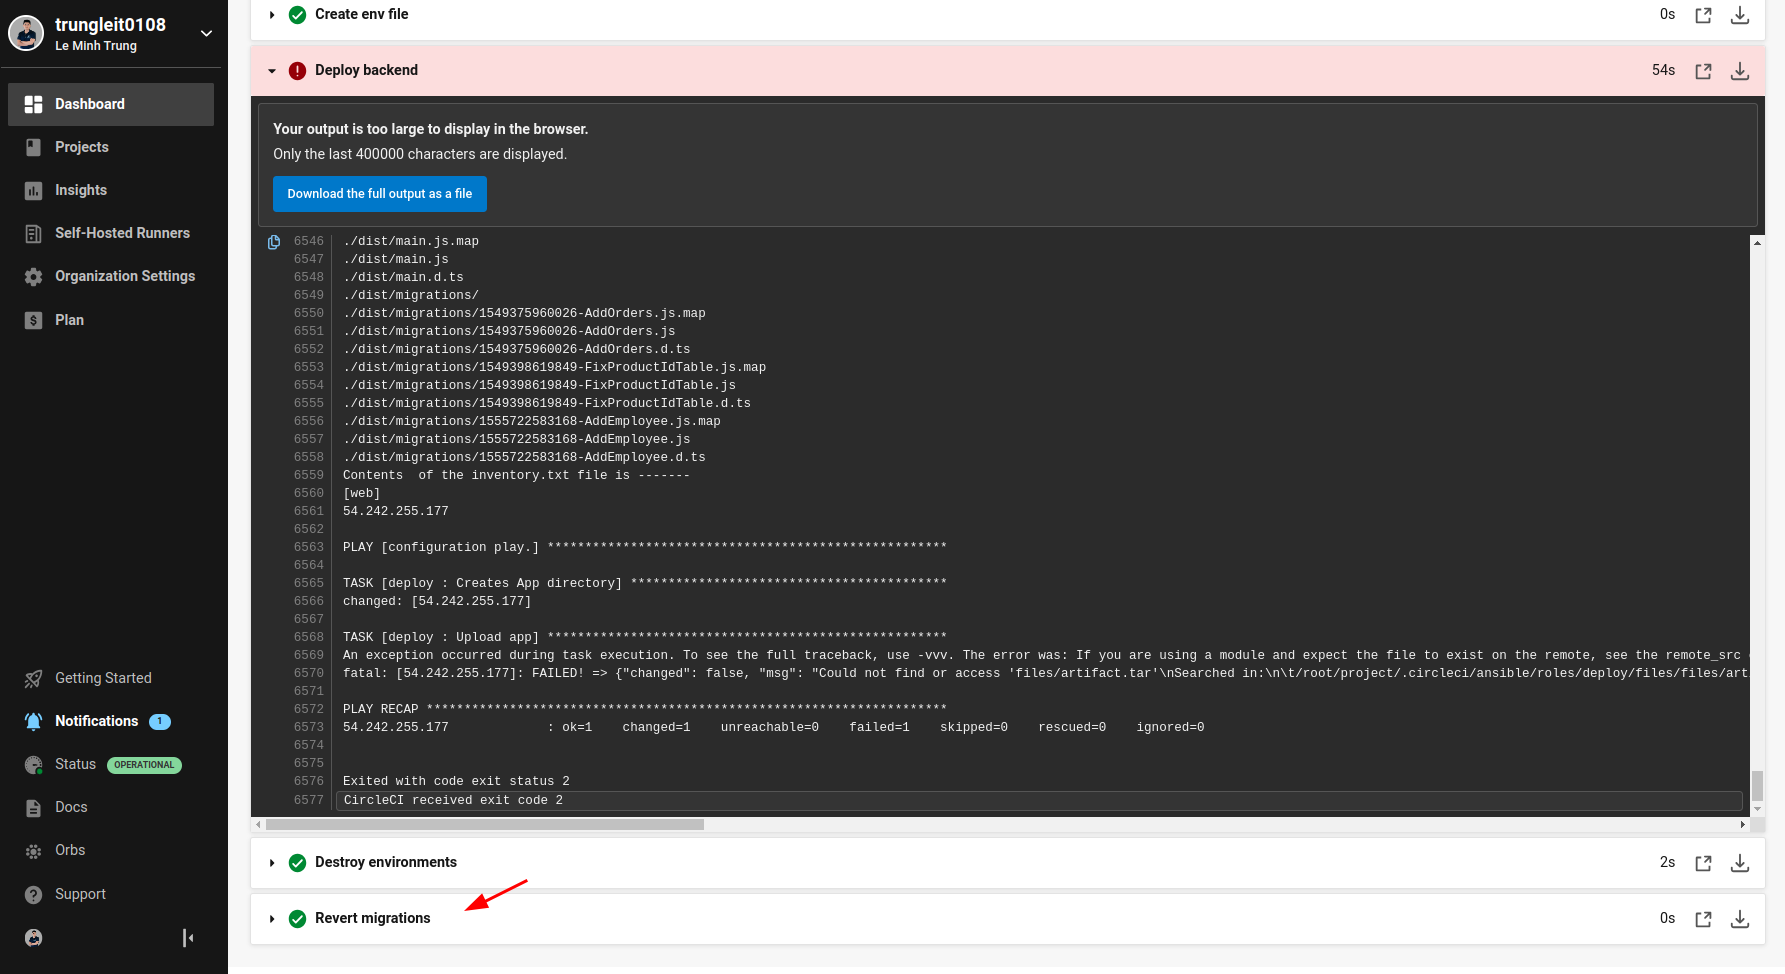 trungleit0108
Le Minh Trung
Dashboard
Projects
Insights
Self-Hosted Runners
Organization Settings
Plan
Getting Started
Notifications 1
Status OPERATIONAL
Docs
Orbs
Support
Create env file 0s
Deploy backend 54s
Your output is too large to display in the browser.
Only the last 400000 characters are displayed.
Download the full output as a file
6546 ./dist/main.js.map
6547 ./dist/main.js
6548 ./dist/main.d.ts
6549 ./dist/migrations/
6550 ./dist/migrations/1549375960026-AddOrders.js.map
6551 ./dist/migrations/1549375960026-AddOrders.js
6552 ./dist/migrations/1549375960026-AddOrders.d.ts
6553 ./dist/migrations/1549398619849-FixProductIdTable.js.map
6554 ./dist/migrations/1549398619849-FixProductIdTable.js
6555 ./dist/migrations/1549398619849-FixProductIdTable.d.ts
6556 ./dist/migrations/1555722583168-AddEmployee.js.map
6557 ./dist/migrations/1555722583168-AddEmployee.js
6558 ./dist/migrations/1555722583168-AddEmployee.d.ts
6559 Contents  of the inventory.txt file is -------
6560 [web]
6561 54.242.255.177
6562
6563 PLAY [configuration play.] *****************************************************
6564
6565 TASK [deploy : Creates App directory] ******************************************
6566 changed: [54.242.255.177]
6567
6568 TASK [deploy : Upload app] *****************************************************
6569 An exception occurred during task execution. To see the full traceback, use -vvv. The error was: If you are using a module and expect the file to exist on the remote, see the remote_src
6570 fatal: [54.242.255.177]: FAILED! => {"changed": false, "msg": "Could not find or access 'files/artifact.tar'\nSearched in:\n\t/root/project/.circleci/ansible/roles/deploy/files/files/art
6571
6572 PLAY RECAP *********************************************************************
6573 54.242.255.177             : ok=1    changed=1    unreachable=0    failed=1    skipped=0    rescued=0    ignored=0
6574
6575
6576 Exited with code exit status 2
6577 CircleCI received exit code 2
Destroy environments 2s
Revert migrations 0s